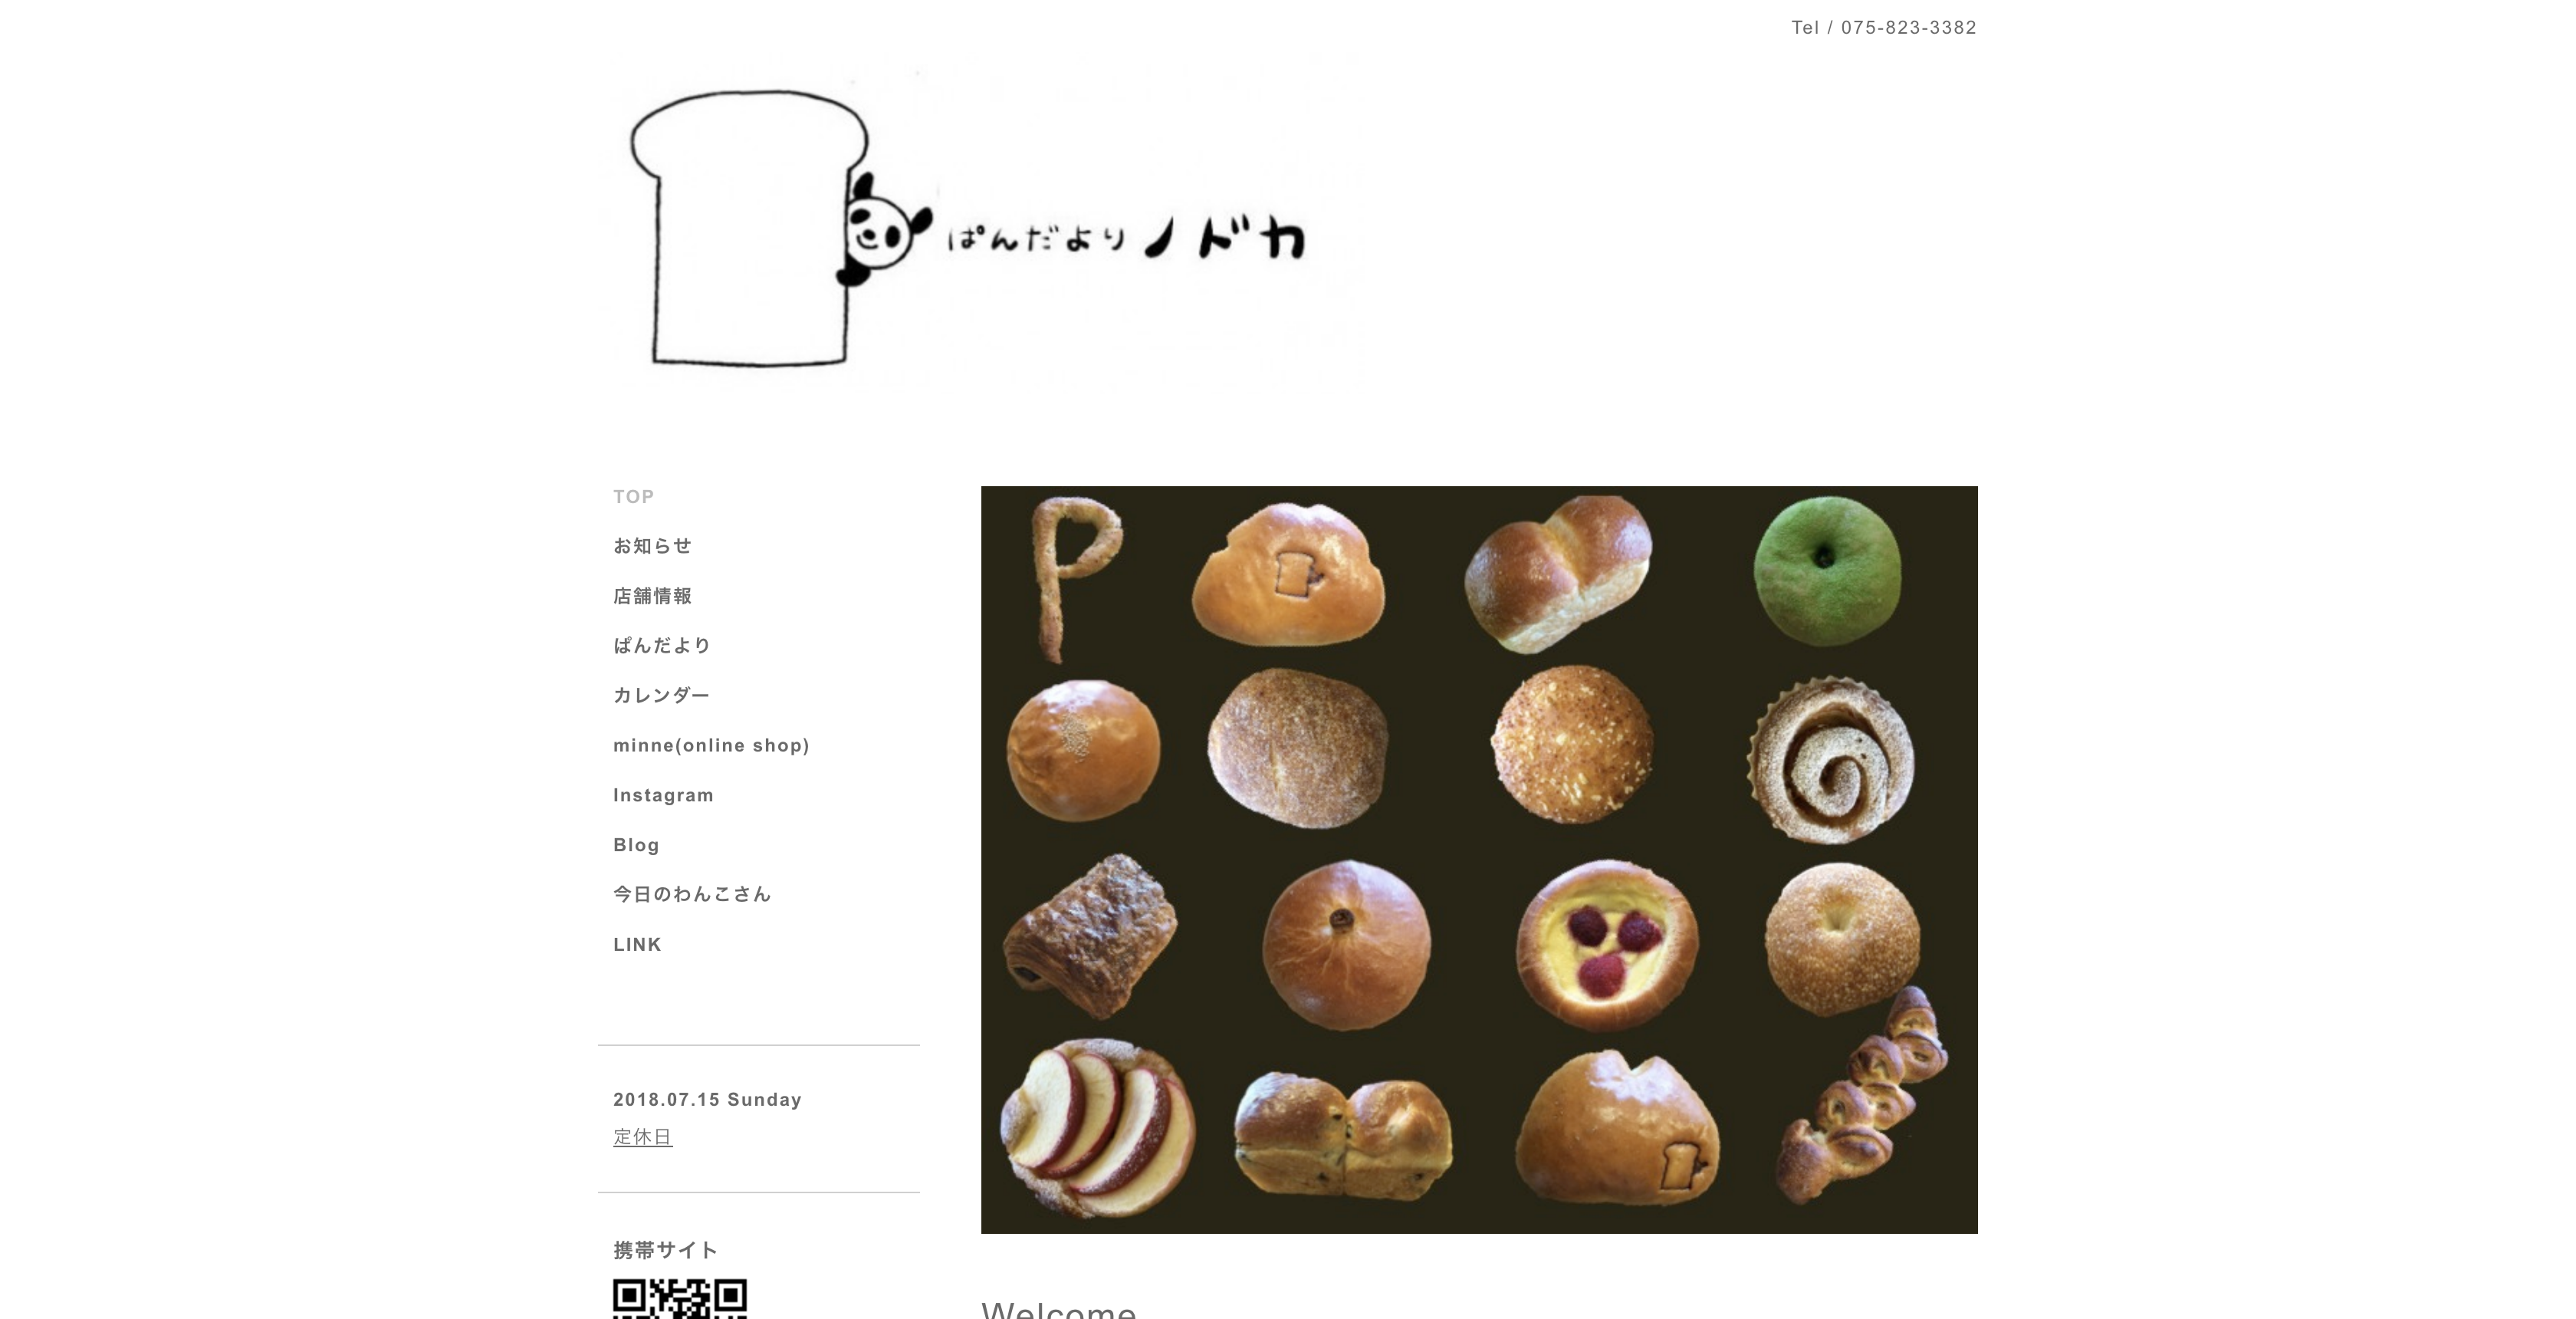 Tel / 075-823-3382
ぱんだより ノドカ
TOP
お知らせ
店舗情報
ぱんだより
カレンダー
minne(online shop)
Instagram
Blog
今日のわんこさん
LINK
2018.07.15 Sunday
定休日
携帯サイト
Welcome